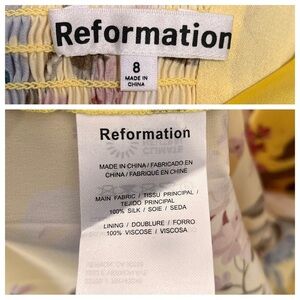 Reformation
8
MADE IN
CHINA
Reformation
MADE IN CHINA / FABRICADO EN
CHINA / FABRIQUÉ EN CHINE
MAIN FABRIC / TISSU PRINCIPAL /
TEJIDO PRINCIPAL
100% SILK / SOIE / SEDA
LINING / DOUBLURE / FORRO
100% VISCOSE / VISCOSA